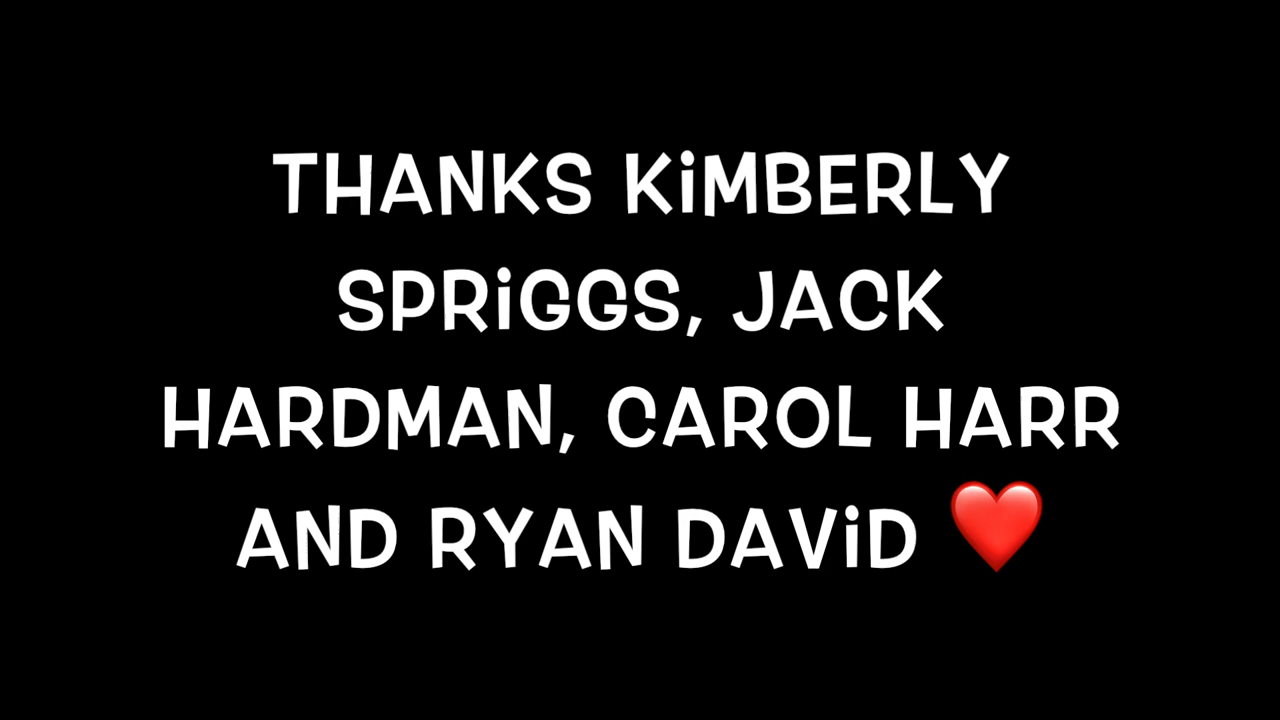 THANKS KiMBERLY
SPRiGGS, JACK
HARDMAN, CAROL HARR
AND RYAN DAViD ❤️